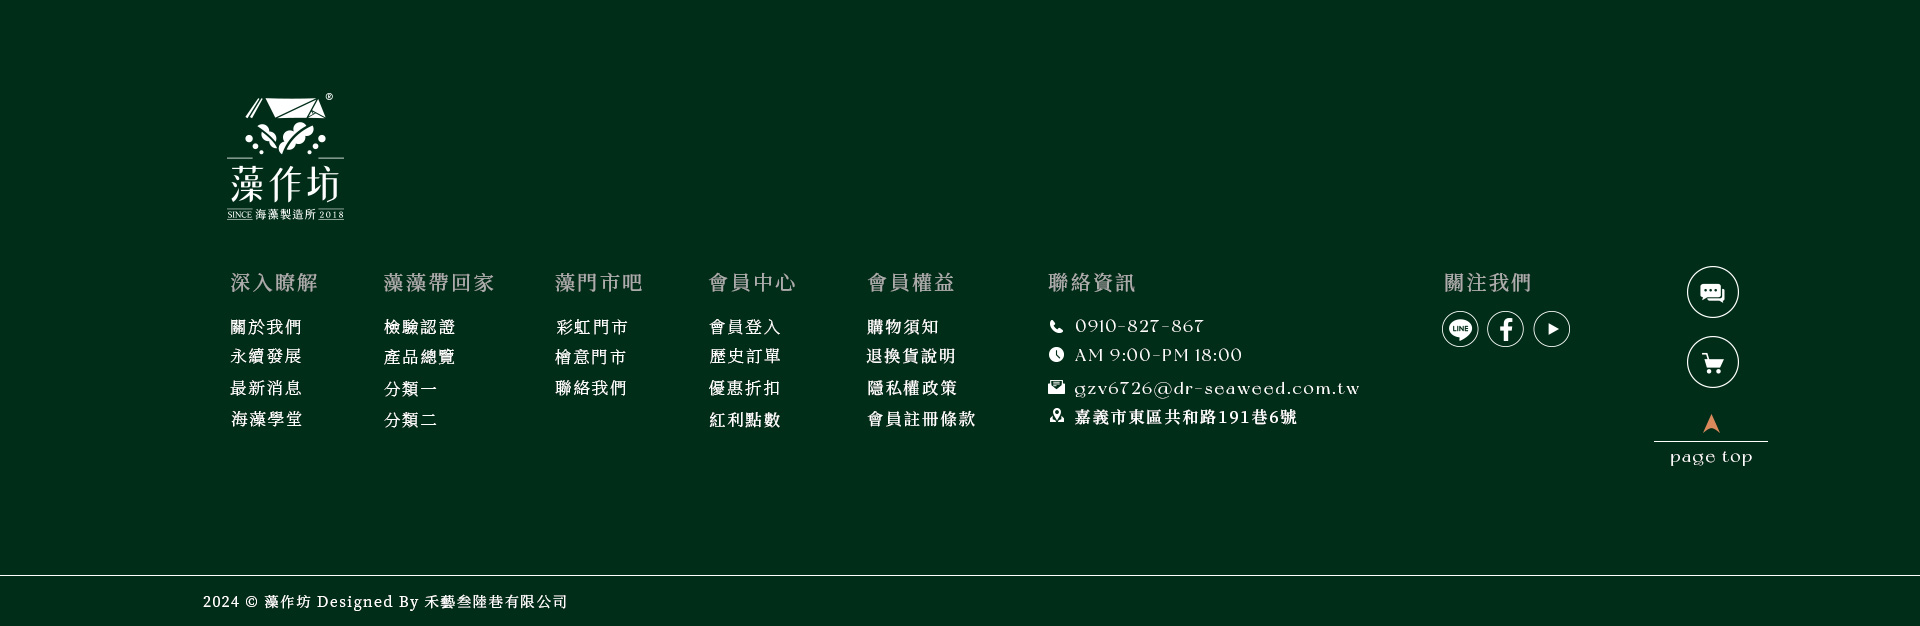 ®
藻作坊
SINCE 海藻製造所 2018
深入瞭解
關於我們
永續發展
最新消息
海藻學堂
藻藻帶回家
檢驗認證
產品總覽
分類一
分類二
藻門市吧
彩虹門市
檜意門市
聯絡我們
會員中心
會員登入
歷史訂單
優惠折扣
紅利點數
會員權益
購物須知
退換貨說明
隱私權政策
會員註冊條款
聯絡資訊
0910-827-867
AM 9:00-PM 18:00
gzv6726@dr-seaweed.com.tw
嘉義市東區共和路191巷6號
關注我們
LINE
page top
2024 © 藻作坊 Designed By 禾藝叁陸巷有限公司